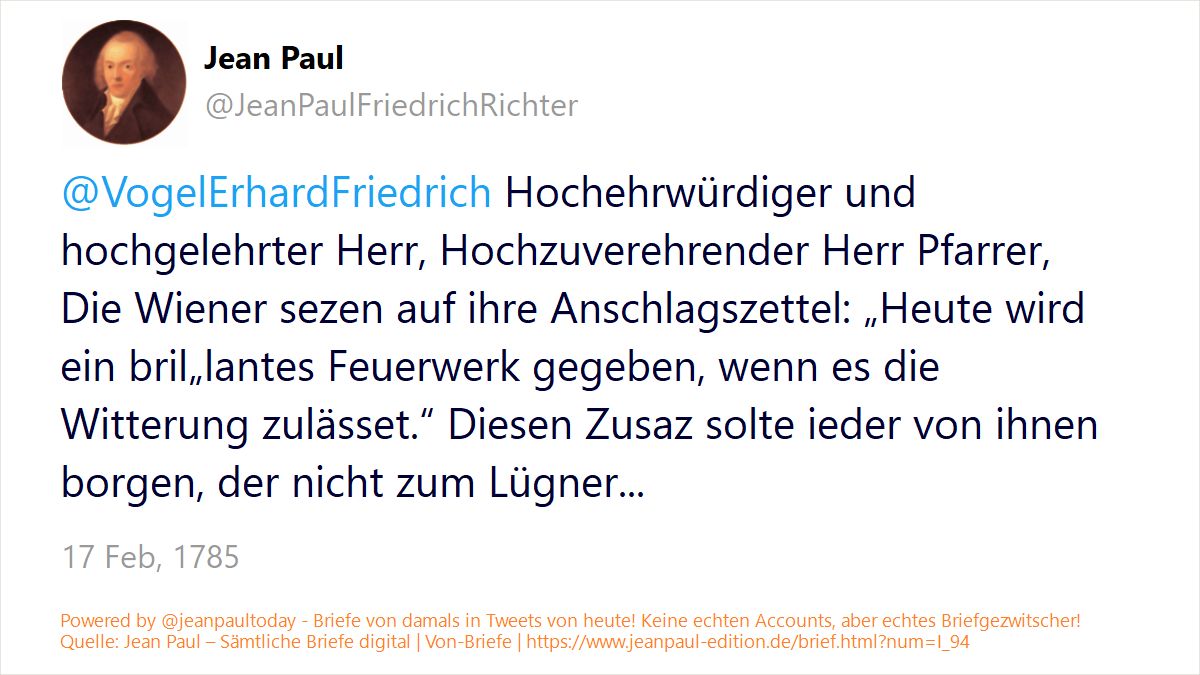 Jean Paul
@JeanPaulFriedrichRichter
@VogelErhardFriedrich Hochehrwürdiger und
hochgelehrter Herr, Hochzuverehrender Herr Pfarrer,
Die Wiener sezen auf ihre Anschlagszettel: „Heute wird
ein bril„lantes Feuerwerk gegeben, wenn es die
Witterung zulässet.“ Diesen Zusaz solte ieder von ihnen
borgen, der nicht zum Lügner...
17 Feb, 1785
Powered by @jeanpaultoday - Briefe von damals in Tweets von heute! Keine echten Accounts, aber echtes Briefgezwitscher!
Quelle: Jean Paul – Sämtliche Briefe digital | Von-Briefe | https://www.jeanpaul-edition.de/brief.html?num=I_94